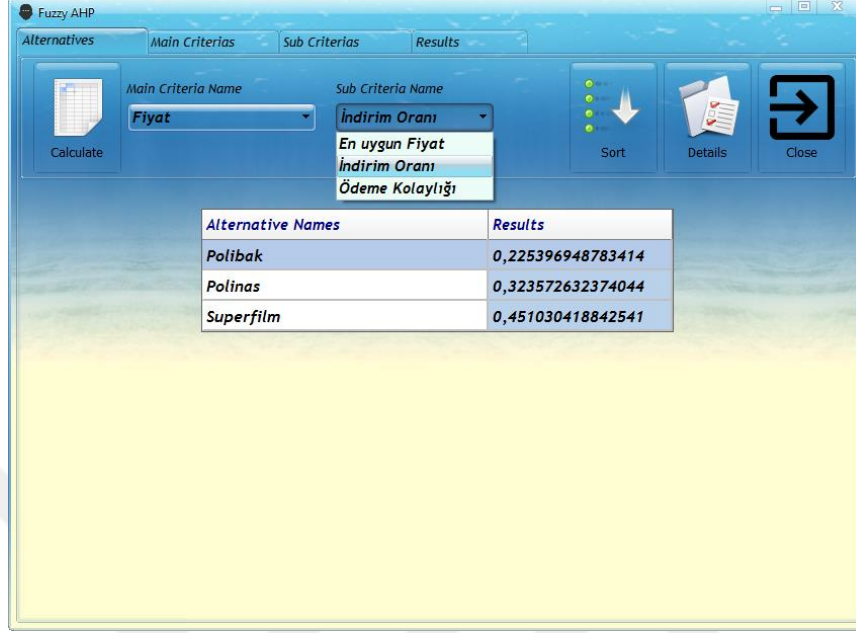 Fuzzy AHP
Alternatives Main Criterias Sub Criterias Results
Main Criteria Name Sub Criteria Name
Fiyat İndirim Oranı
Calculate Sort Details Close
En uygun Fiyat
İndirim Oranı
Ödeme Kolaylığı
Alternative Names Results
Polibak 0,225396948783414
Polinas 0,323572632374044
Superfilm 0,451030418842541